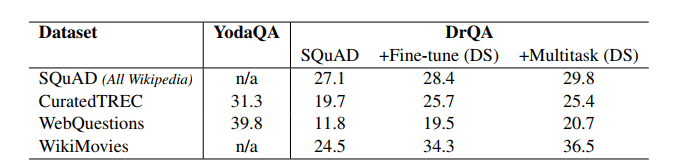 Dataset YodaQA DrQA
SQuAD +Fine-tune (DS) +Multitask (DS)
SQuAD (All Wikipedia) n/a 27.1 28.4 29.8
CuratedTREC 31.3 19.7 25.7 25.4
WebQuestions 39.8 11.8 19.5 20.7
WikiMovies n/a 24.5 34.3 36.5